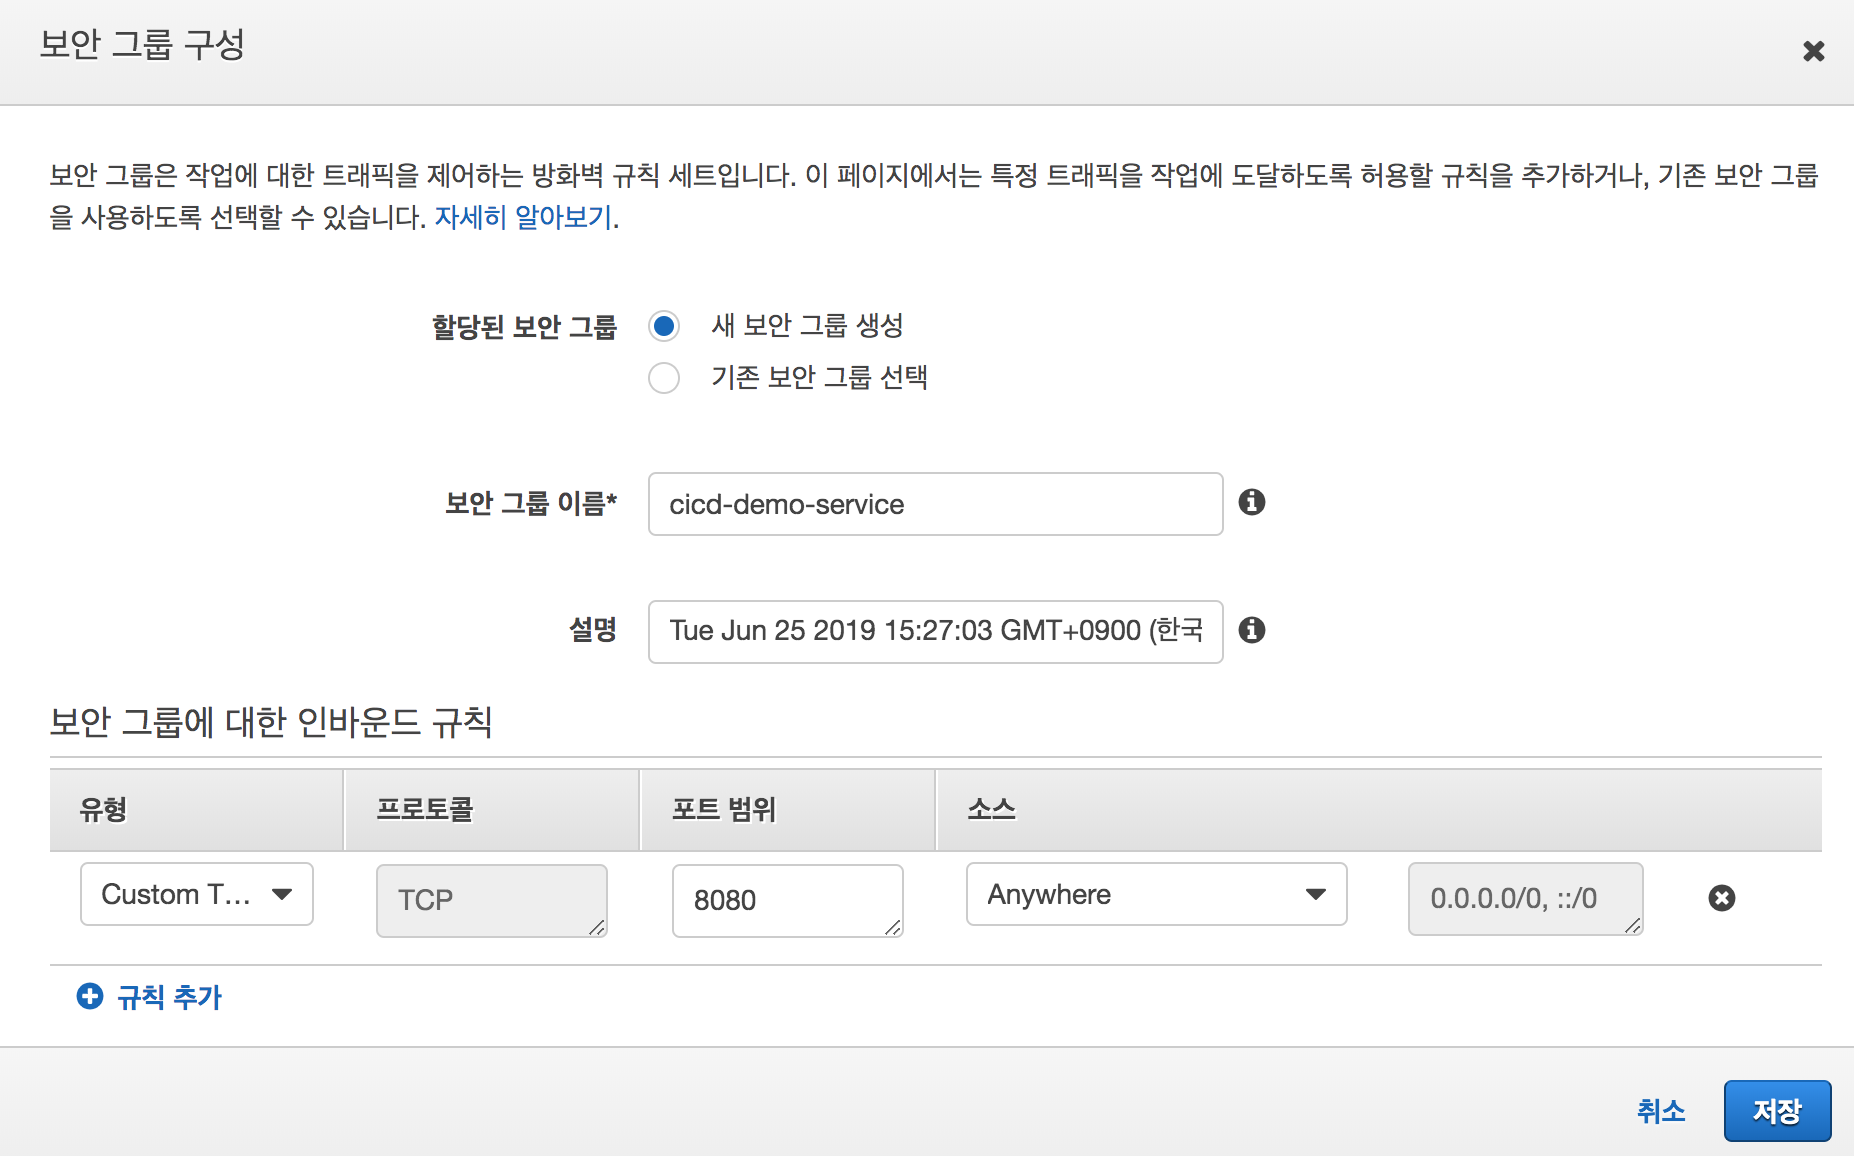 보안 그룹 구성
보안 그룹은 작업에 대한 트래픽을 제어하는 방화벽 규칙 세트입니다. 이 페이지에서는 특정 트래픽을 작업에 도달하도록 허용할 규칙을 추가하거나, 기존 보안 그룹
을 사용하도록 선택할 수 있습니다. 자세히 알아보기.
할당된 보안 그룹 새 보안 그룹 생성
기존 보안 그룹 선택
보안 그룹 이름* cicd-demo-service
설명 Tue Jun 25 2019 15:27:03 GMT+0900 (한국
보안 그룹에 대한 인바운드 규칙
유형 프로토콜 포트 범위 소스
Custom T... TCP 8080 Anywhere 0.0.0.0/0, ::/0
규칙 추가
취소 저장